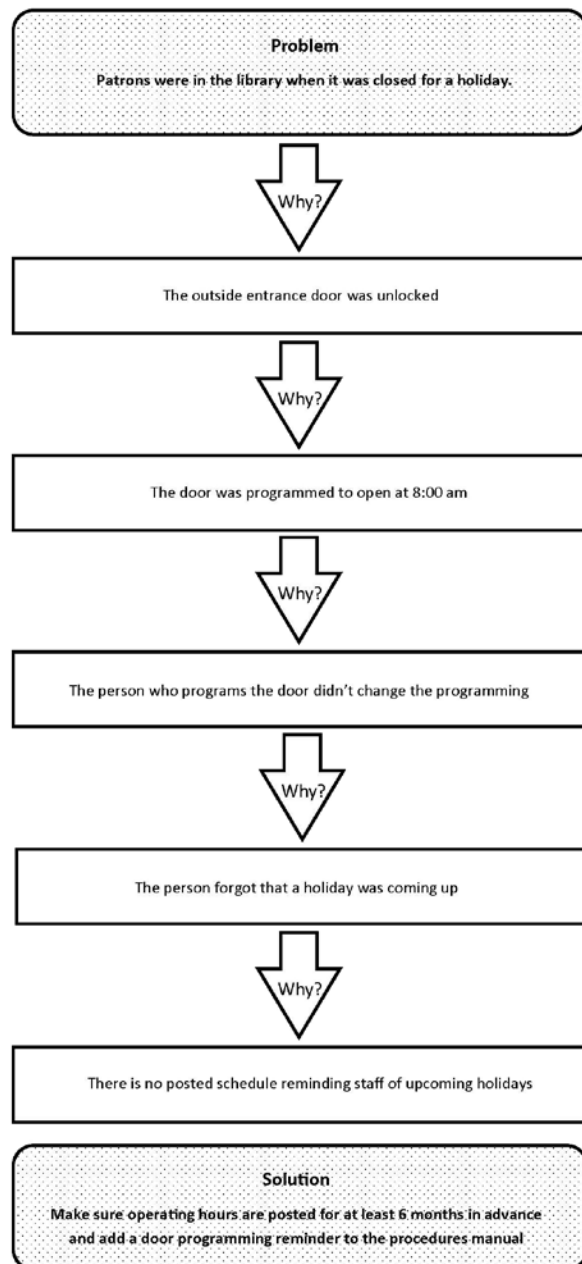 Problem
Patrons were in the library when it was closed for a holiday.
Why?
The outside entrance door was unlocked
Why?
The door was programmed to open at 8:00 am
Why?
The person who programs the door didn’t change the programming
Why?
The person forgot that a holiday was coming up
Why?
There is no posted schedule reminding staff of upcoming holidays
Solution
Make sure operating hours are posted for at least 6 months in advance
and add a door programming reminder to the procedures manual